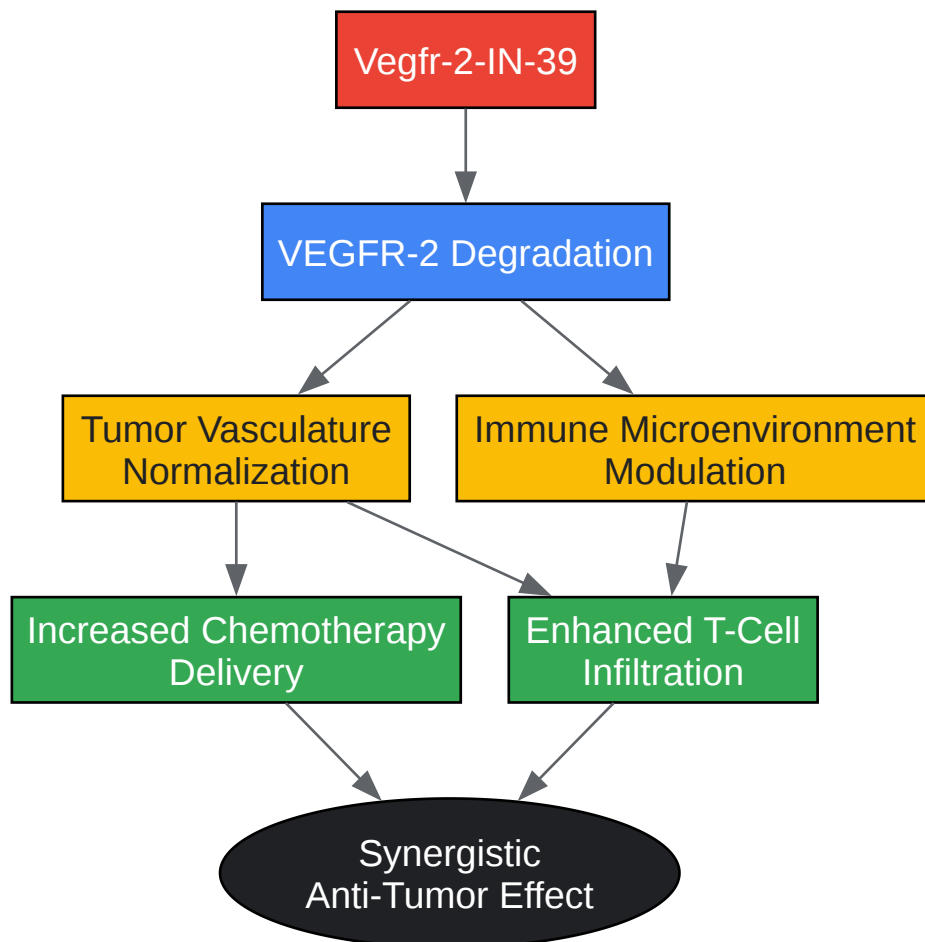 Vegfr-2-IN-39
VEGFR-2 Degradation
Tumor Vasculature
Normalization
Immune Microenvironment
Modulation
Increased Chemotherapy
Delivery
Enhanced T-Cell
Infiltration
Synergistic
Anti-Tumor Effect